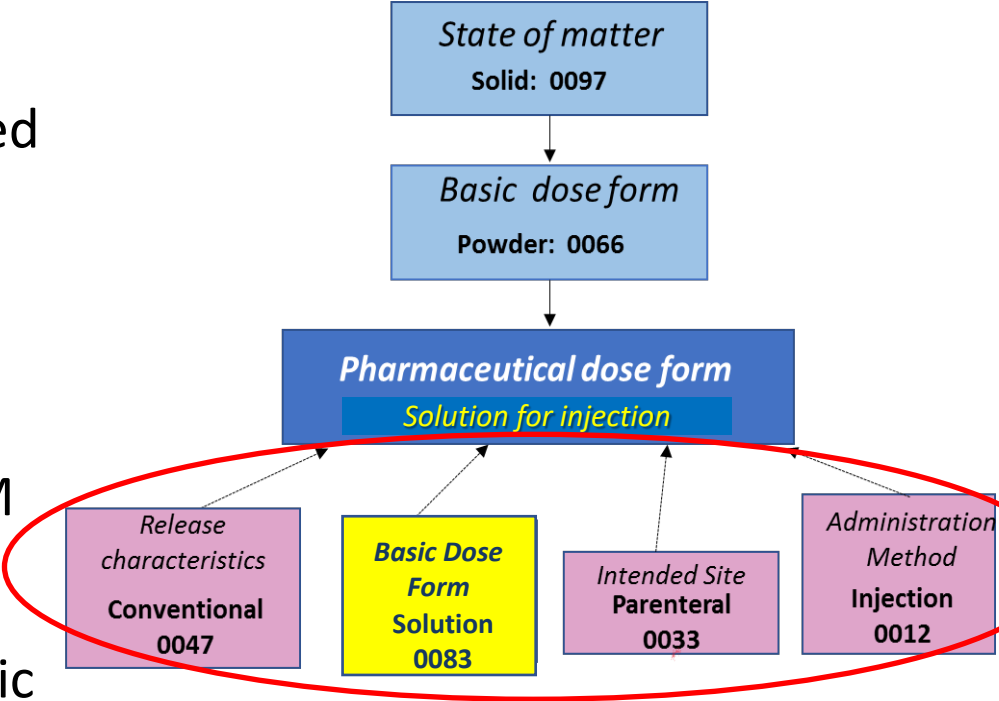 State of matter
Solid: 0097
ed
Basic dose form
Powder: 0066
Pharmaceutical dose form
Solution for injection
M
Release
characteristics
Conventional
0047
Basic Dose
Form
Solution
0083
Intended Site
Parenteral
0033
Administration
Method
Injection
0012
ic